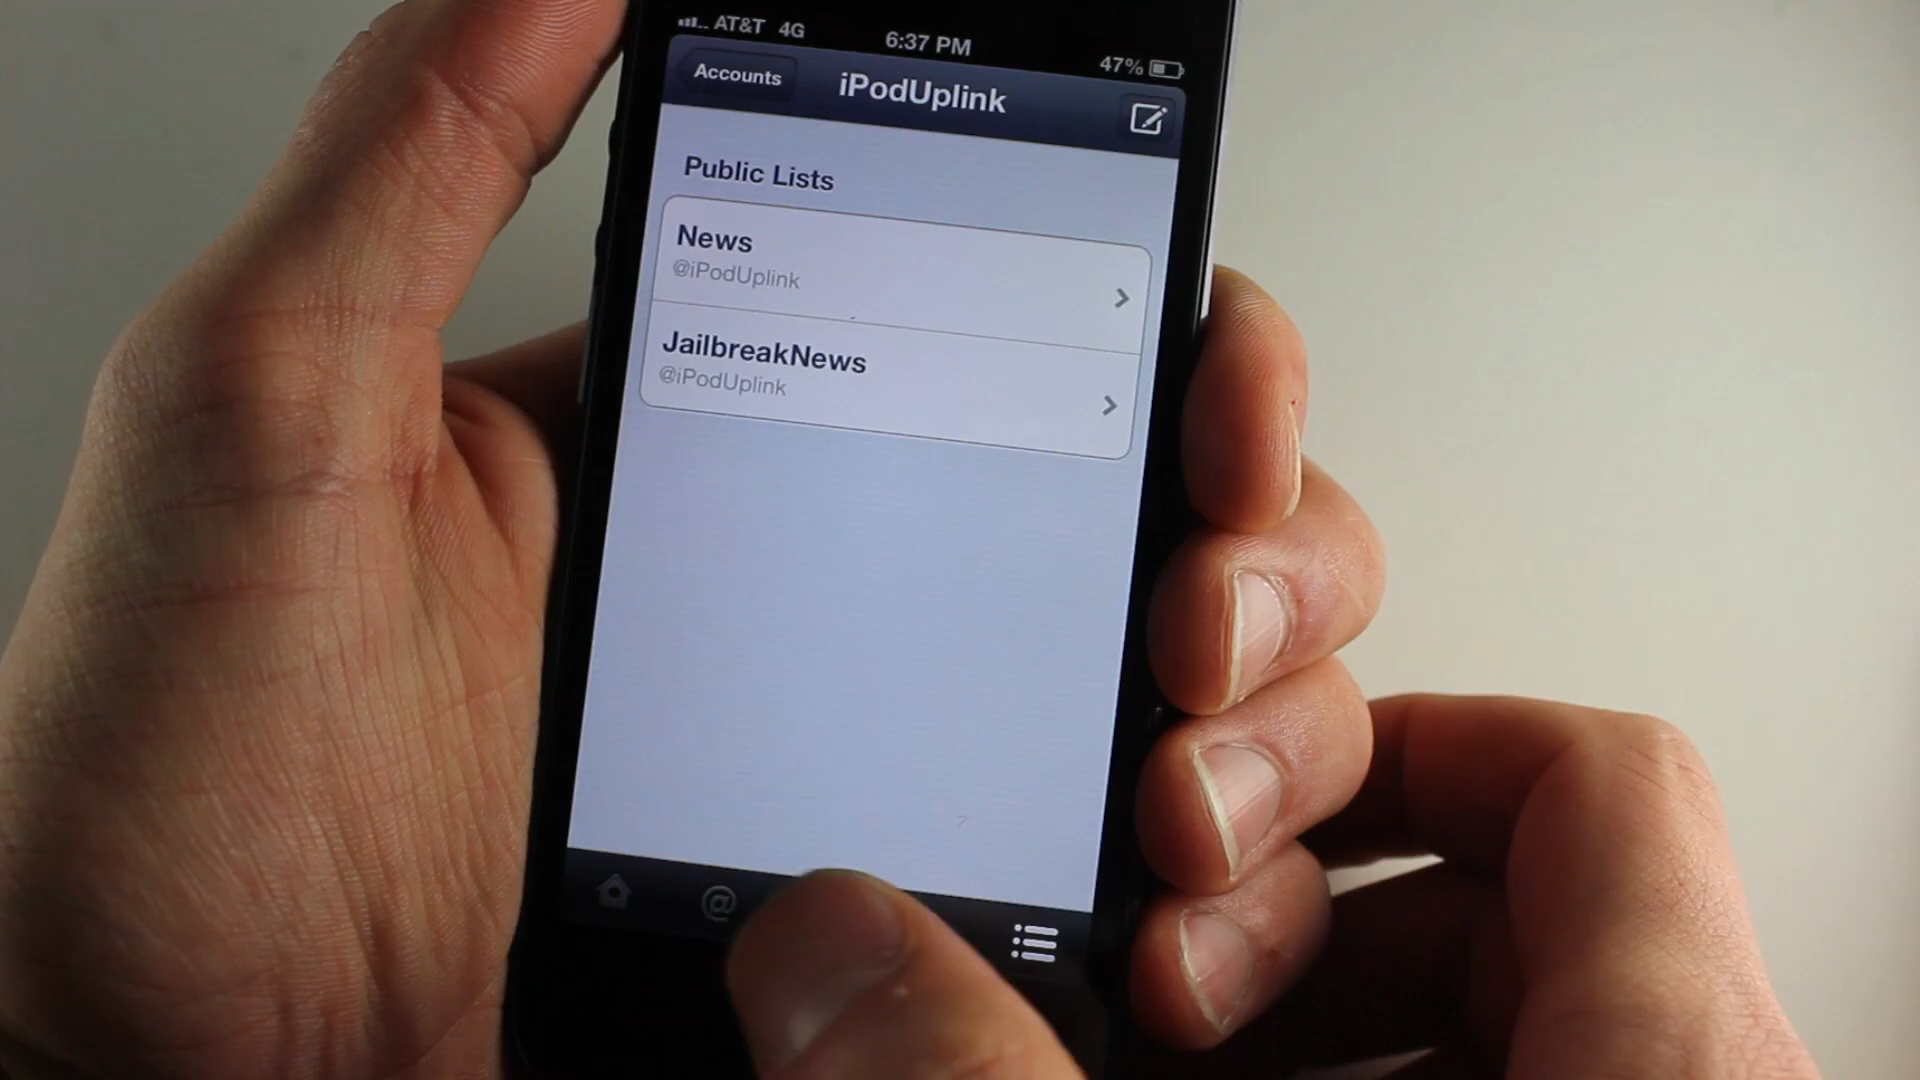 AT&T 4G 6:37 PM 47%
Accounts iPodUplink
Public Lists
News
@iPodUplink
JailbreakNews
@iPodUplink
@